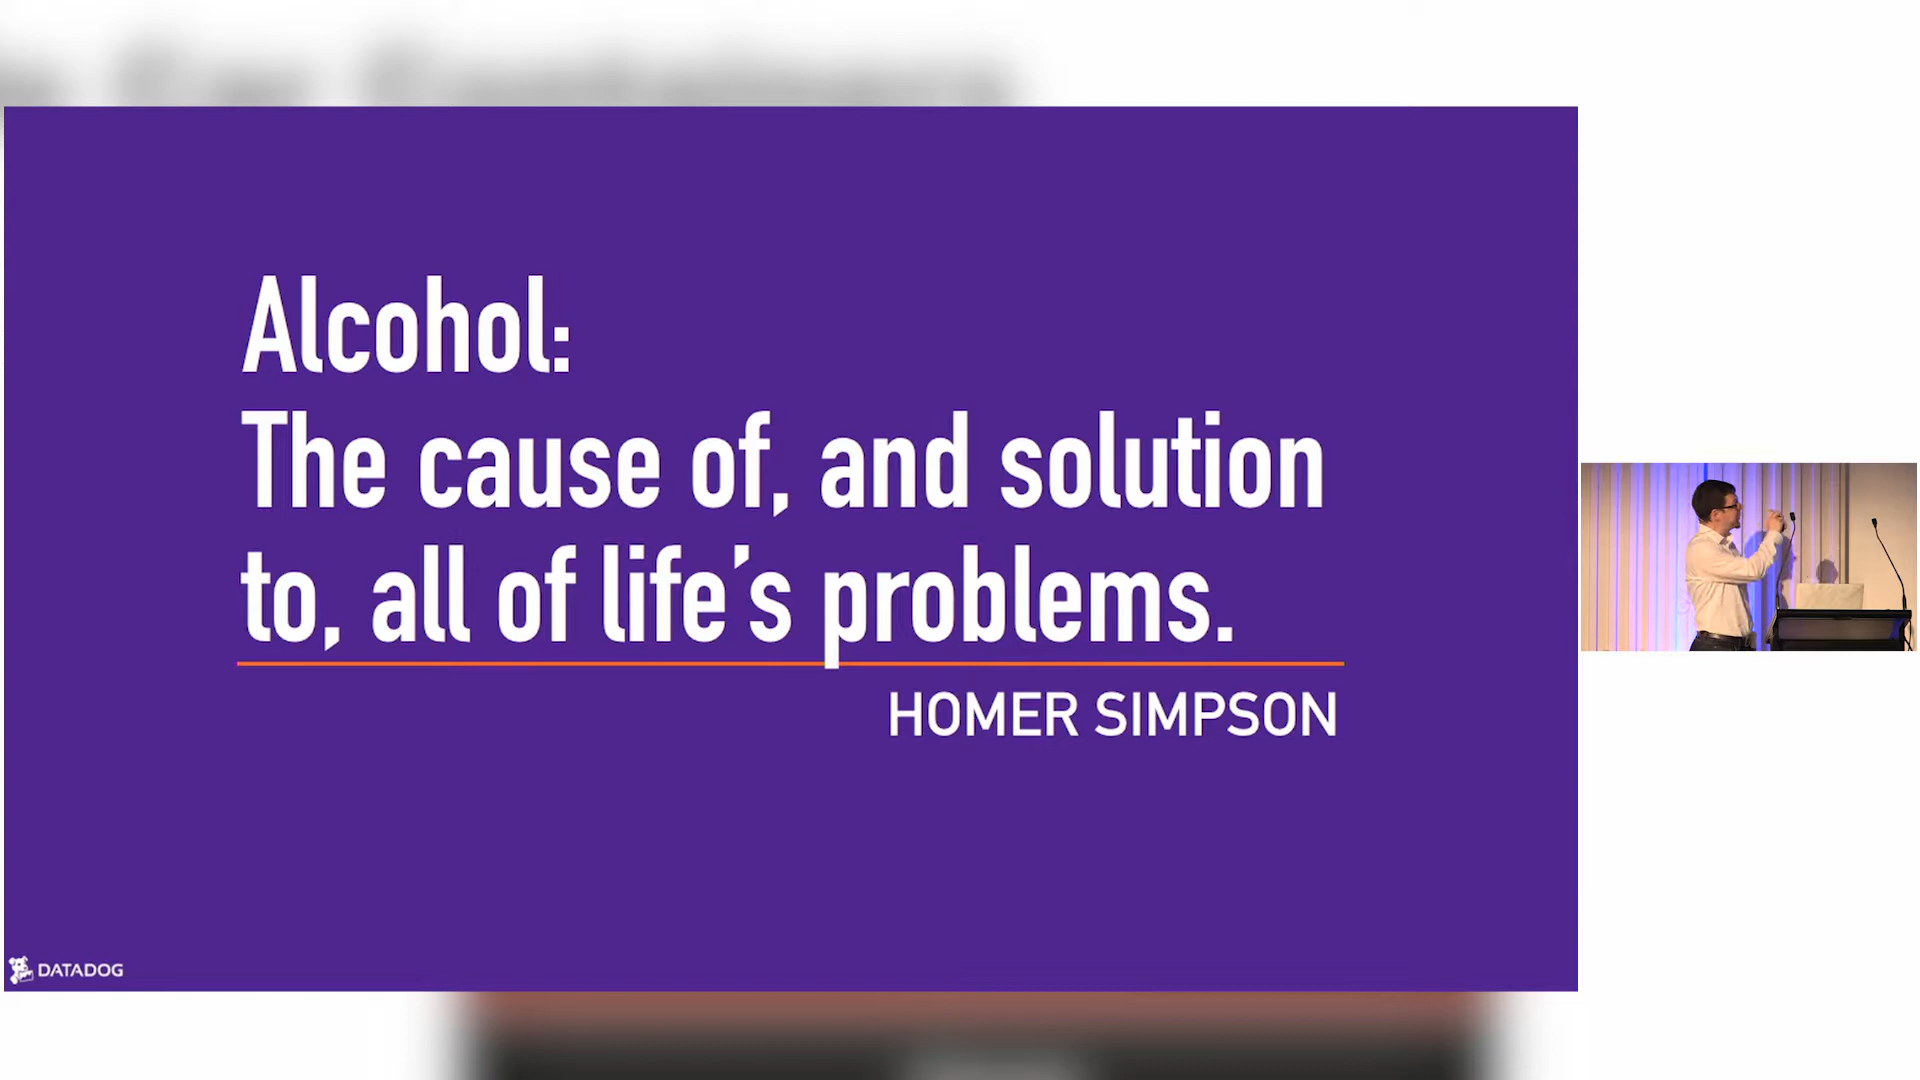 Alcohol:
The cause of, and solution
to, all of life's problems.
HOMER SIMPSON
DATADOG